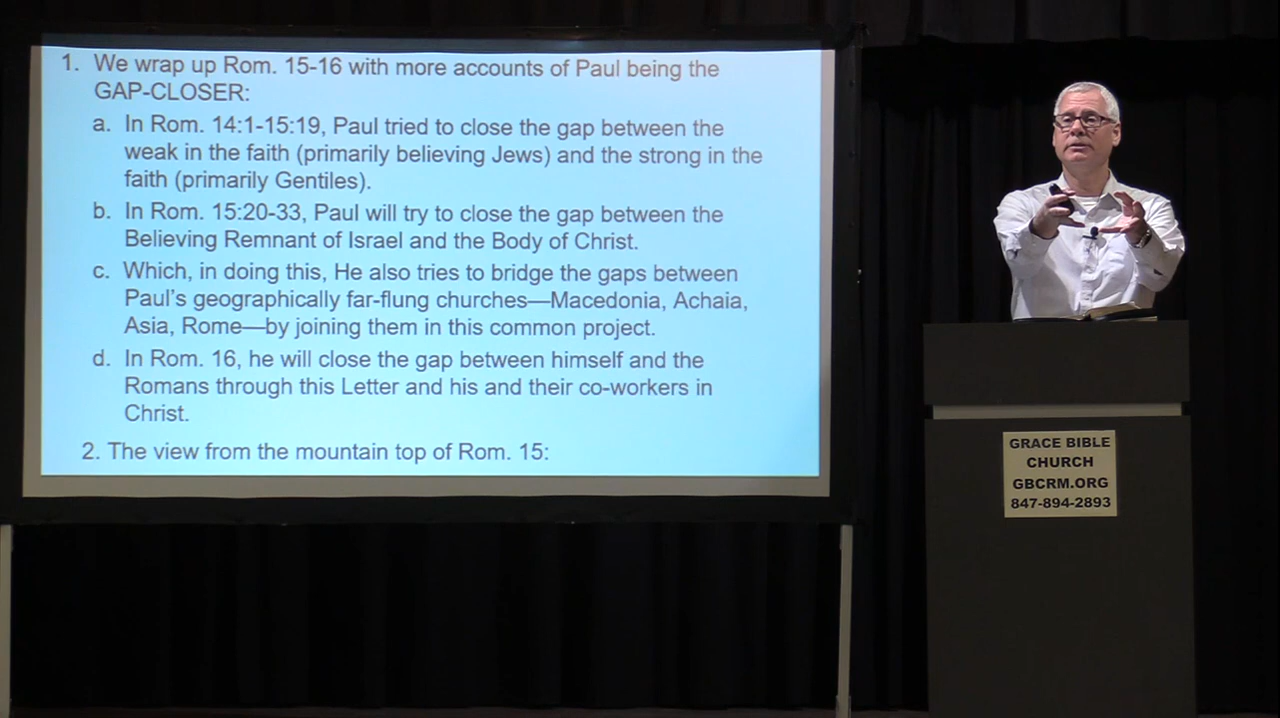 1. We wrap up Rom. 15-16 with more accounts of Paul being the
GAP-CLOSER:
a. In Rom. 14:1-15:19, Paul tried to close the gap between the
weak in the faith (primarily believing Jews) and the strong in the
faith (primarily Gentiles).
b. In Rom. 15:20-33, Paul will try to close the gap between the
Believing Remnant of Israel and the Body of Christ.
c. Which, in doing this, He also tries to bridge the gaps between
Paul's geographically far-flung churches—Macedonia, Achaia,
Asia, Rome—by joining them in this common project.
d. In Rom. 16, he will close the gap between himself and the
Romans through this Letter and his and their co-workers in
Christ.
2. The view from the mountain top of Rom. 15:
GRACE BIBLE
CHURCH
GBCRM.ORG
847-894-2893